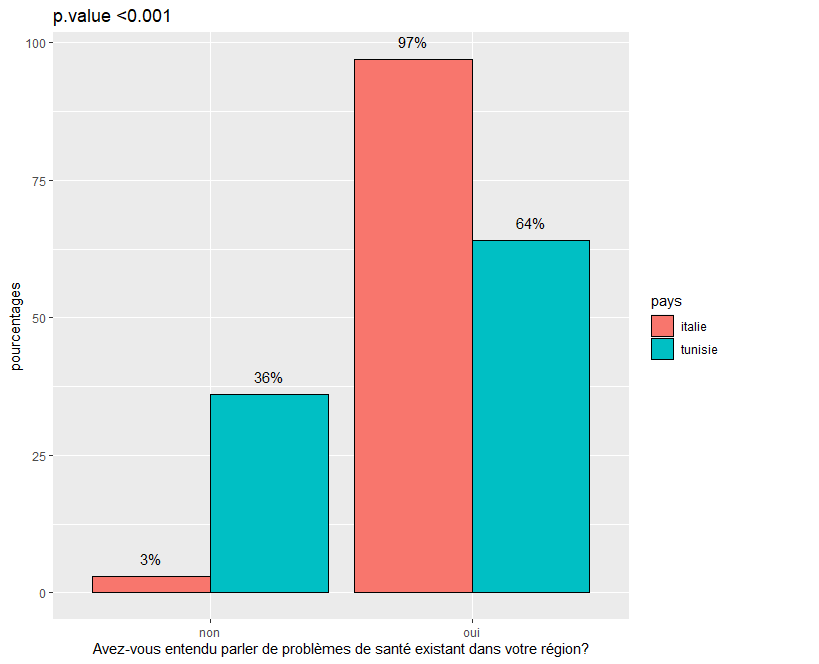 p.value <0.001
pourcentages
100
75
50
25
0
97%
64%
36%
3%
non
oui
Avez-vous entendu parler de problèmes de santé existant dans votre région?
pays
italie
tunisie